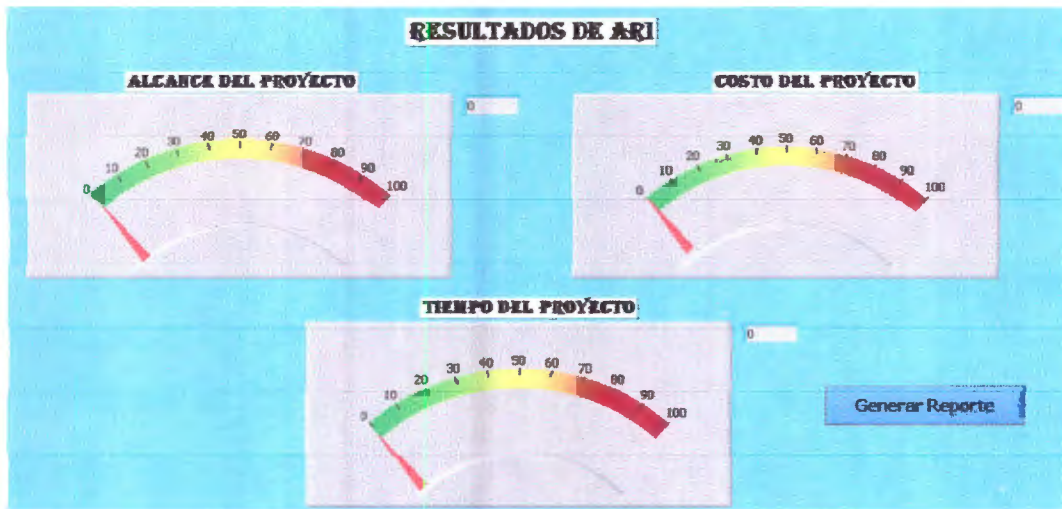 RESULTADOS DE ARI
ALCANCE DEL PROYECTO
0
0 10 20 30 40 50 60 70 80 90 100
COSTO DEL PROYECTO
0
0 10 20 30 40 50 60 70 80 90 100
TIEMPO DEL PROYECTO
0
0 10 20 30 40 50 60 70 80 90 100
Generar Reporte